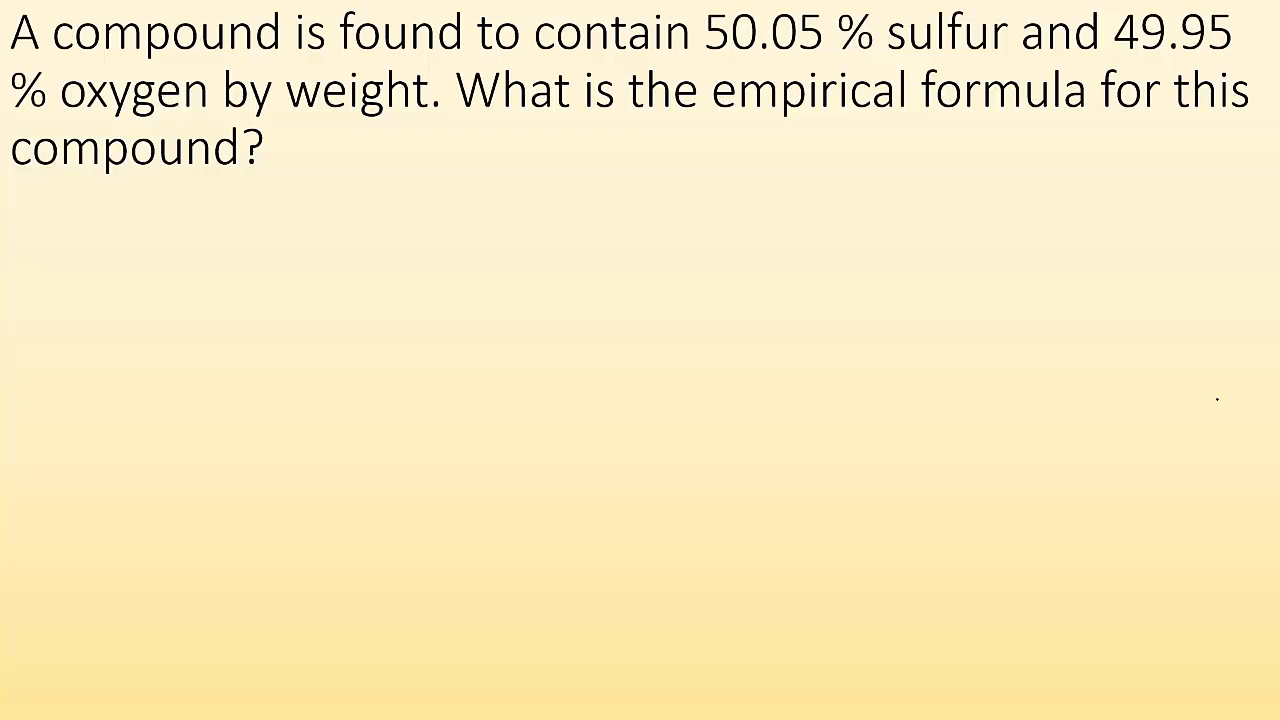 A compound is found to contain 50.05 % sulfur and 49.95
% oxygen by weight. What is the empirical formula for this
compound?